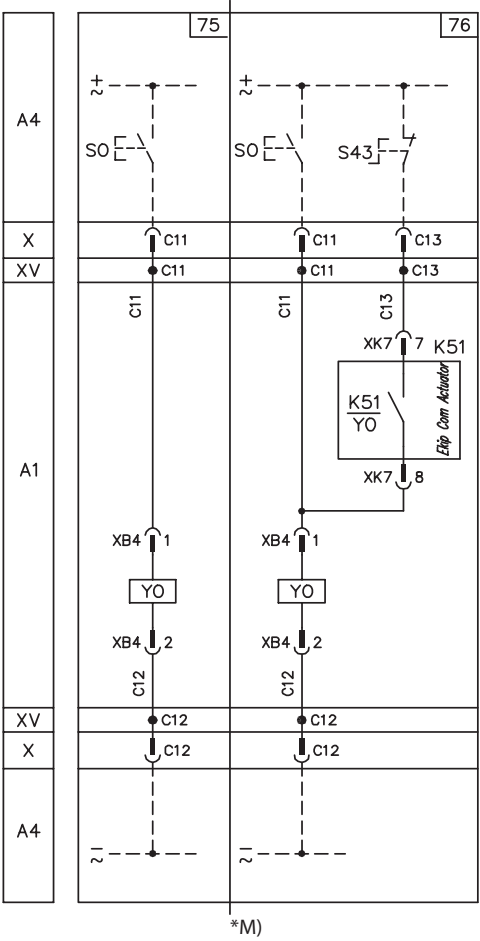 75 76
A4
+
~
+
~
S0 S0 S43
X C11 C11 C13
XV C11 C11 C13
C11 C11 C13
XK7 7 K51
K51
Y0
Ekip Com Actuator
A1
XK7 8
XB4 1 XB4 1
Y0 Y0
XB4 2 XB4 2
C12 C12
XV C12 C12
X C12 C12
A4
−
~
−
~
*M)